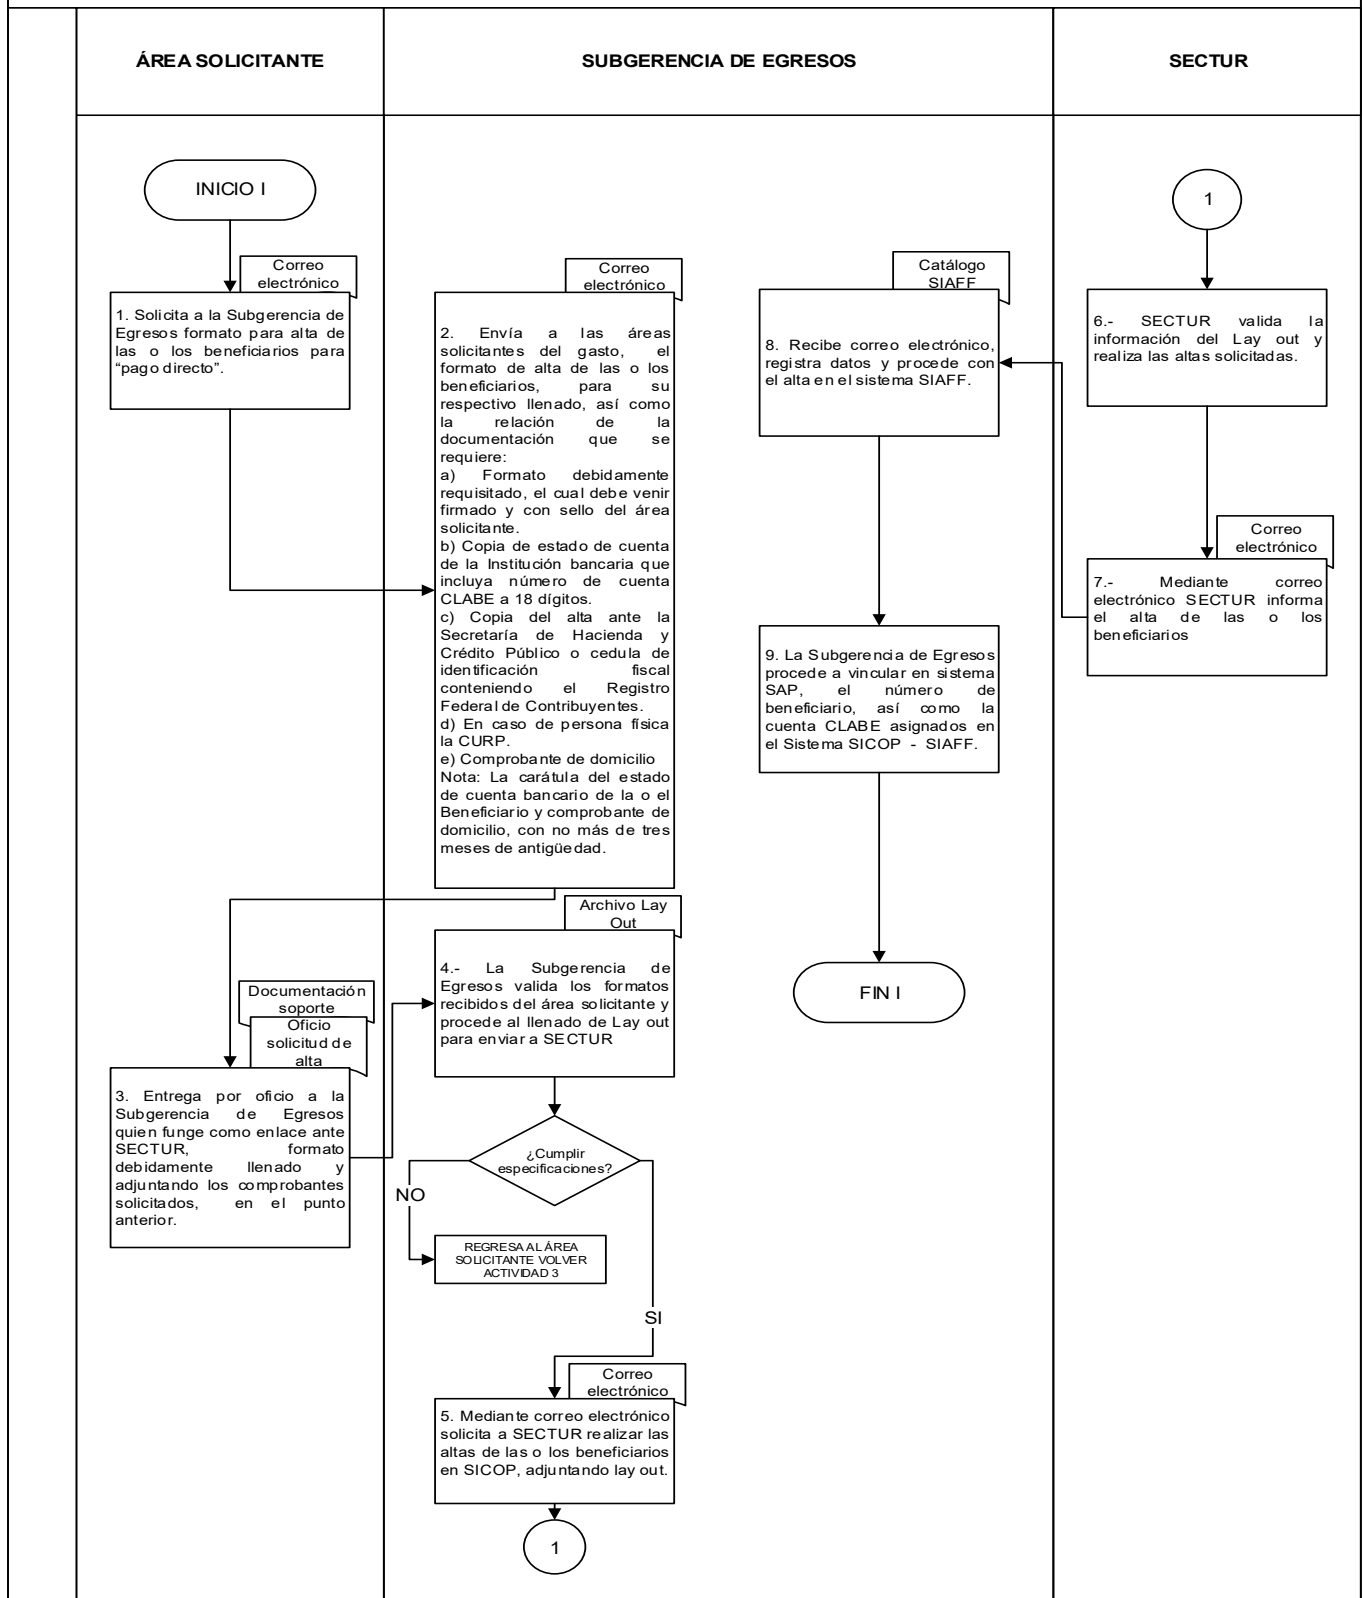 ÁREA SOLICITANTE
SUBGERENCIA DE EGRESOS
SECTUR
INICIO I
Correo
electrónico
1. Solicita a la Subgerencia de
Egresos formato para alta de
las o los beneficiarios para
“pago directo”.
Correo
electrónico
2. Envía a las áreas
solicitantes del gasto, el
formato de alta de las o los
beneficiarios, para su
respectivo llenado, así como
la relación de la
documentación que se
requiere:
a) Formato debidamente
requisitado, el cual debe venir
firmado y con sello del área
solicitante.
b) Copia de estado de cuenta
de la Institución bancaria que
incluya número de cuenta
CLABE a 18 dígitos.
c) Copia del alta ante la
Secretaría de Hacienda y
Crédito Público o cedula de
identificación fiscal
conteniendo el Registro
Federal de Contribuyentes.
d) En caso de persona física
la CURP.
e) Comprobante de domicilio
Nota: La carátula del estado
de cuenta bancario de la o el
Beneficiario y comprobante de
domicilio, con no más de tres
meses de antigüedad.
Documentación
soporte
Oficio
solicitud de
alta
3. Entrega por oficio a la
Subgerencia de Egresos
quien funge como enlace ante
SECTUR, formato
debidamente llenado y
adjuntando los comprobantes
solicitados, en el punto
anterior.
Archivo Lay
Out
4.- La Subgerencia de
Egresos valida los formatos
recibidos del área solicitante y
procede al llenado de Lay out
para enviar a SECTUR
¿Cumplir
especificaciones?
NO
REGRESA AL ÁREA
SOLICITANTE VOLVER
ACTIVIDAD 3
SI
Correo
electrónico
5. Mediante correo electrónico
solicita a SECTUR realizar las
altas de las o los beneficiarios
en SICOP, adjuntando lay out.
1
1
6.- SECTUR valida la
información del Lay out y
realiza las altas solicitadas.
Correo
electrónico
7.- Mediante correo
electrónico SECTUR informa
el alta de las o los
beneficiarios
Catálogo
SIAFF
8. Recibe correo electrónico,
registra datos y procede con
el alta en el sistema SIAFF.
9. La Subgerencia de Egresos
procede a vincular en sistema
SAP, el número de
beneficiario, así como la
cuenta CLABE asignados en
el Sistema SICOP - SIAFF.
FIN I